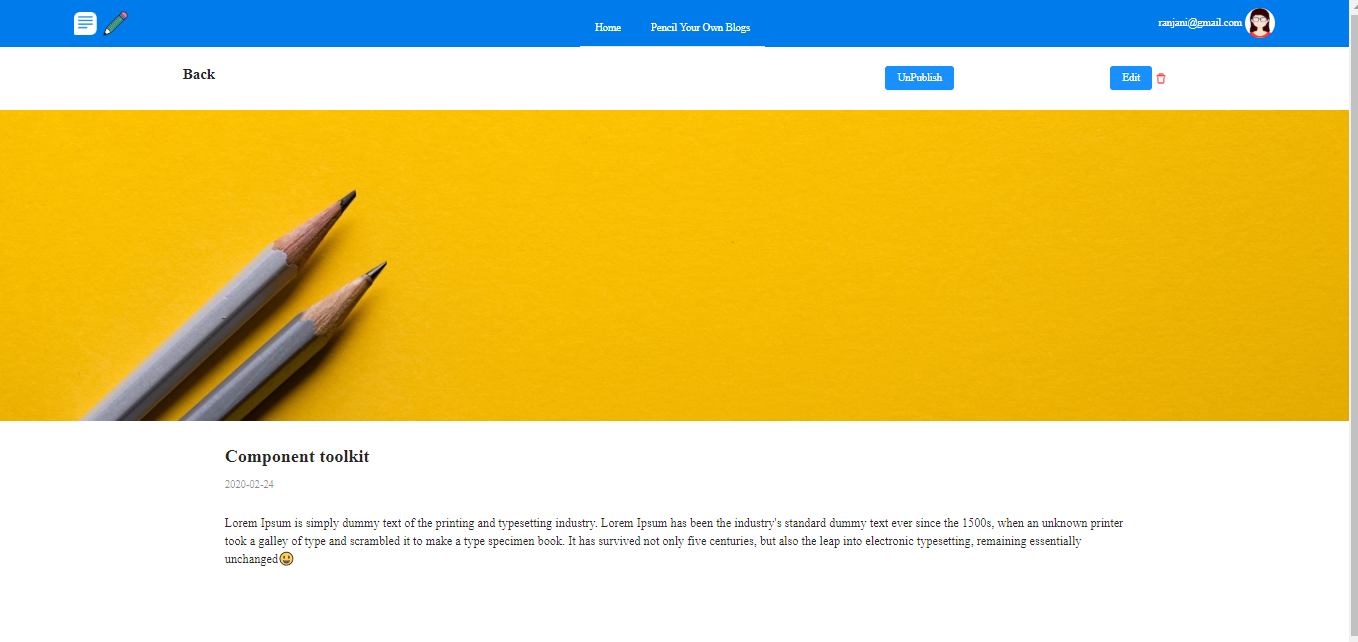 Home Pencil Your Own Blogs ranjani@gmail.com
Back UnPublish Edit
Component toolkit
2020-02-24
Lorem Ipsum is simply dummy text of the printing and typesetting industry. Lorem Ipsum has been the industry's standard dummy text ever since the 1500s, when an unknown printer
took a galley of type and scrambled it to make a type specimen book. It has survived not only five centuries, but also the leap into electronic typesetting, remaining essentially
unchanged😃